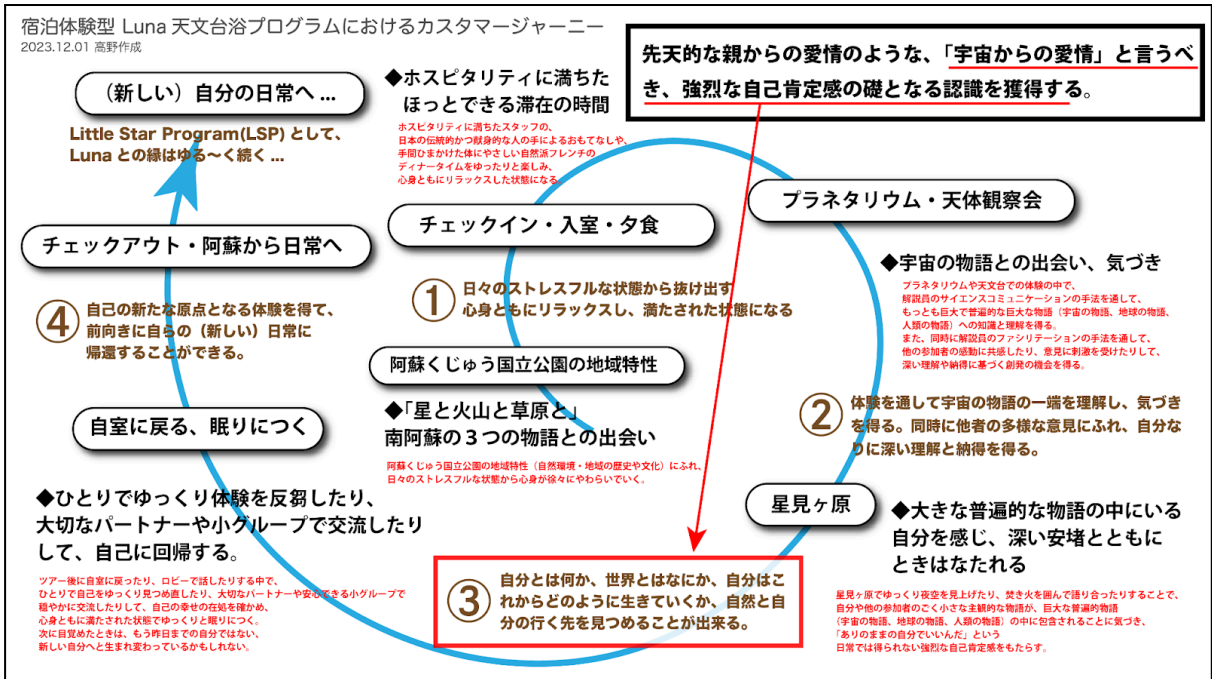 宿泊体験型 Luna 天文台浴プログラムにおけるカスタマージャーニー
2023.12.01 高野作成
先天的な親からの愛情のような、「宇宙からの愛情」と言うべ
き、強烈な自己肯定感の礎となる認識を獲得する。
阿蘇くじゅう国立公園の地域特性
◆「星と火山と草原と」
南阿蘇の3つの物語との出会い
阿蘇くじゅう国立公園の地域特性（自然環境・地域の歴史や文化）にふれ、
日々のストレスフルな状態から心身が徐々にやわらいでいく。
チェックイン・入室・夕食
◆ホスピタリティに満ちた
ほっとできる滞在の時間
ホスピタリティに満ちたスタッフの、
日本の伝統的かつ献身的な人の手によるおもてなしや、
手間ひまかけた体にやさしい自然派フレンチの
ディナータイムをゆったりと楽しみ、
心身ともにリラックスした状態になる
① 日々のストレスフルな状態から抜け出す
心身ともにリラックスし、満たされた状態になる
プラネタリウム・天体観察会
◆宇宙の物語との出会い、気づき
プラネタリウムや天文台での体験の中で、
解説員のサイエンスコミュニケーションの手法を通して、
もっとも巨大で普遍的な巨大な物語（宇宙の物語、地球の物語、
人類の物語）への知識と理解を得る。
また、同時に解説員のファシリテーションの手法を通して、
他の参加者の感動に共感したり、意見に刺激を受けたりして、
深い理解や納得に基づく創発の機会を得る。
② 体験を通して宇宙の物語の一端を理解し、気づき
を得る。同時に他者の多様な意見にふれ、自分な
りに深い理解と納得を得る。
星見ヶ原
◆大きな普遍的な物語の中にいる
自分を感じ、深い安堵とともに
ときはなたれる
星見ヶ原でゆっくり夜空を見上げたり、焚き火を囲んで語り合ったりすることで、
自分や他の参加者のごく小さな主観的な物語が、巨大な普遍的物語
（宇宙の物語、地球の物語、人類の物語）の中に包含されることに気づき、
「ありのままの自分でいいんだ」という
日常では得られない強烈な自己肯定感をもたらす。
③ 自分とは何か、世界とはなにか、自分はこ
れからどのように生きていくか、自然と自
分の行く先を見つめることが出来る。
自室に戻る、眠りにつく
◆ひとりでゆっくり体験を反芻したり、
大切なパートナーや小グループで交流したり
して、自己に回帰する。
ツアー後に自室に戻ったり、ロビーで話したりする中で、
ひとりで自己をゆっくり見つめ直したり、大切なパートナーや安心できる小グループで
穏やかに交流したりして、自己の幸せの在処を確かめ、
心身ともに満たされた状態でゆっくりと眠りにつく。
次に目覚めたときは、もう昨日までの自分ではない、
新しい自分へと生まれ変わっているかもしれない。
チェックアウト・阿蘇から日常へ
④ 自己の新たな原点となる体験を得て、
前向きに自らの（新しい）日常に
帰還することができる。
（新しい）自分の日常へ ...
Little Star Program(LSP) として、
Luna との縁はゆる〜く続く ...